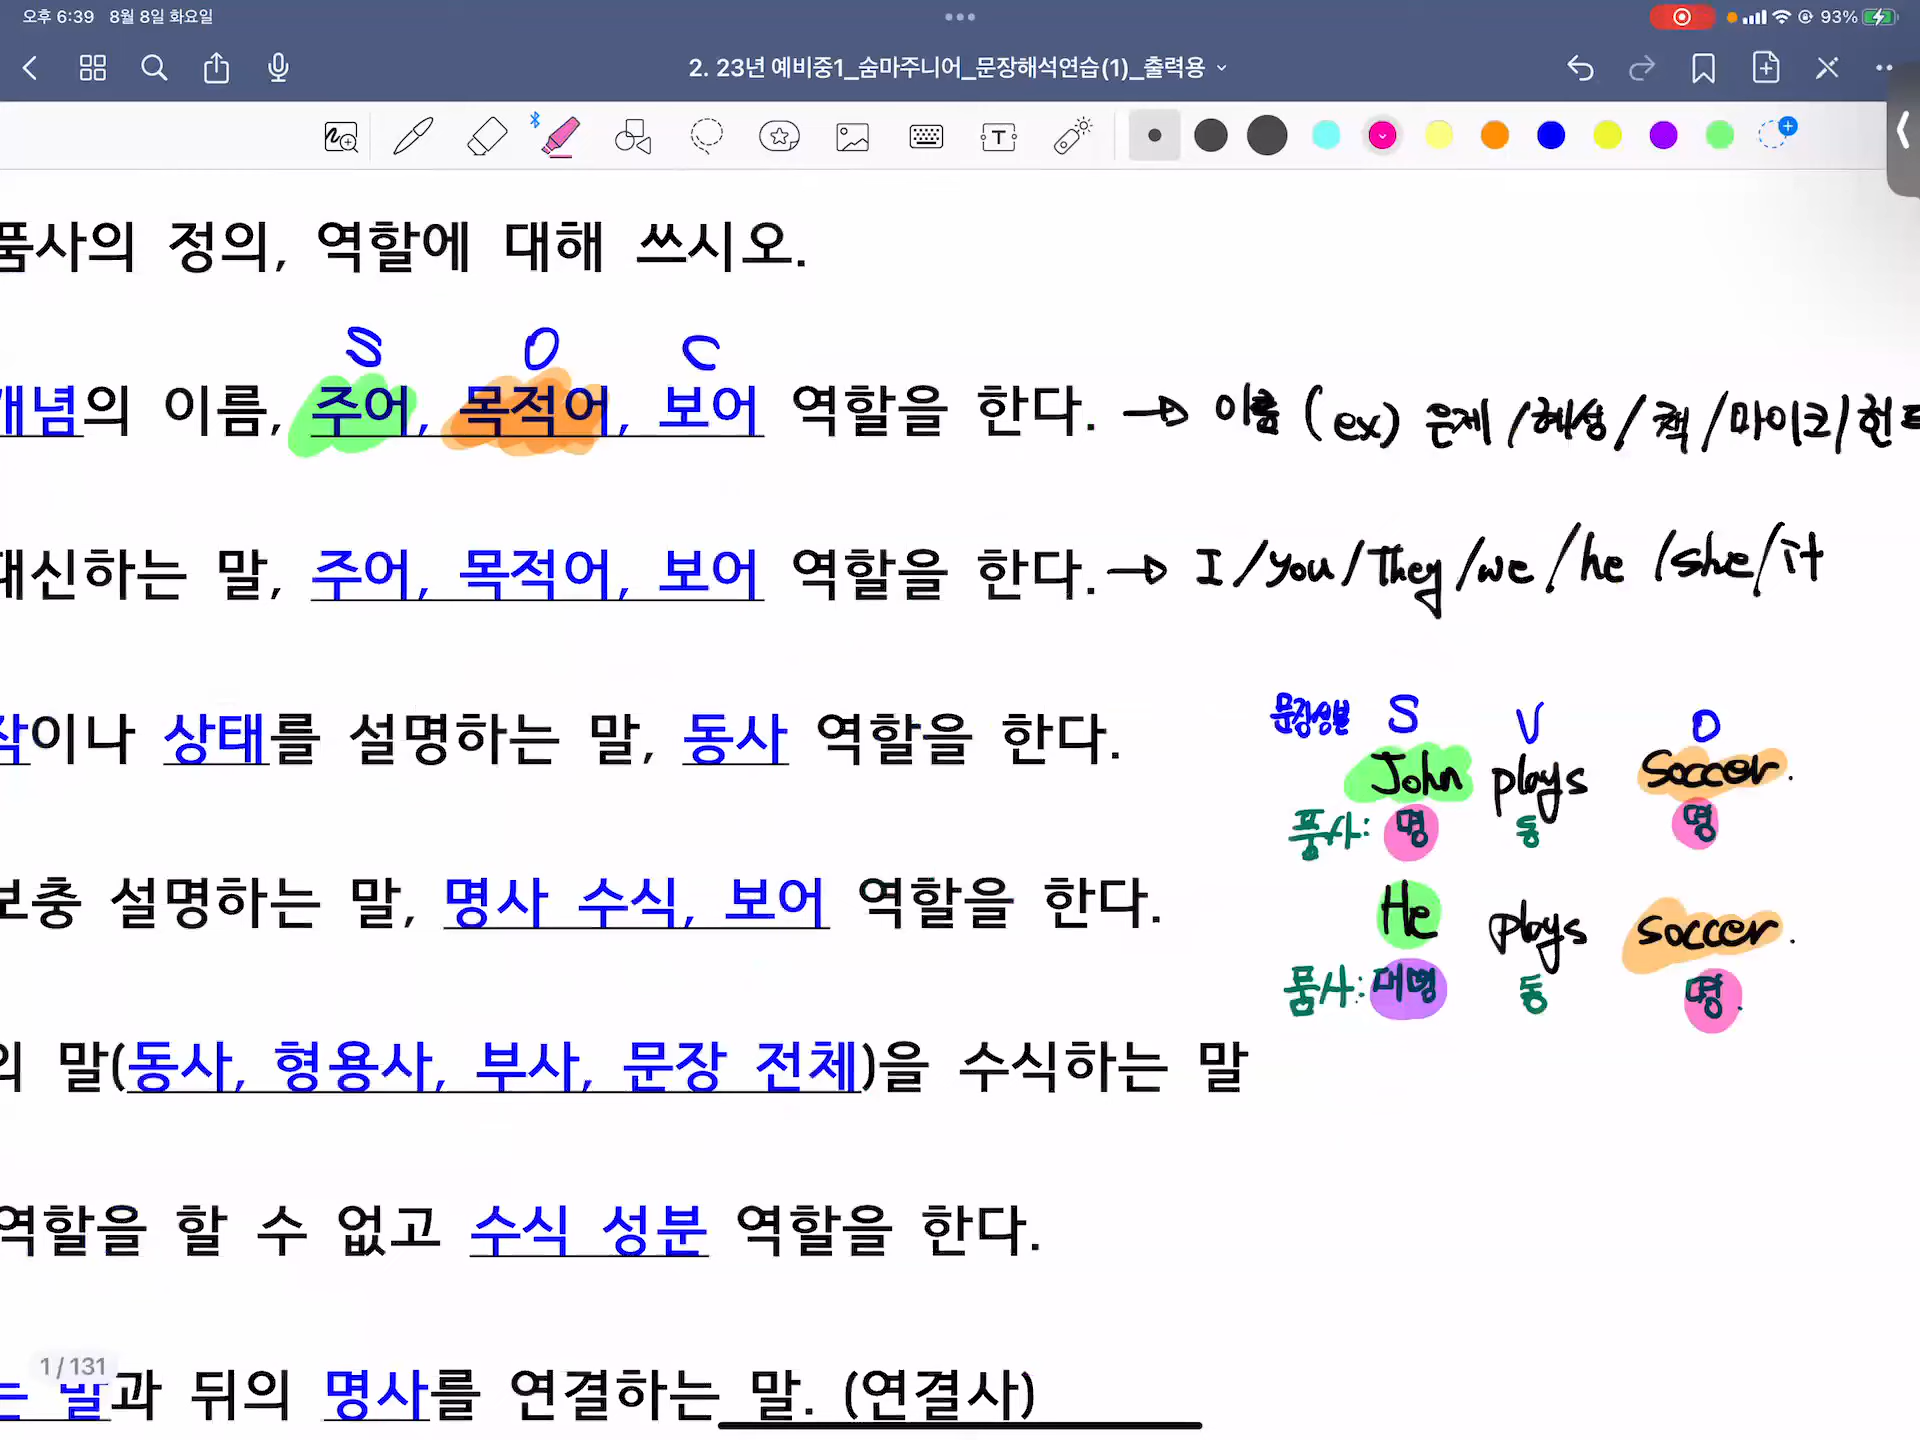 오후 6:39 8월 8일 화요일
93%
2. 23년 예비중1_숨마주니어_문장해석연습(1)_출력용
품사의 정의, 역할에 대해 쓰시오.
S O C
개념의 이름, 주어, 목적어, 보어 역할을 한다. → 이름 (ex) 은제 / 혜성 / 책 / 마이크 /
대신하는 말, 주어, 목적어, 보어 역할을 한다. → I / you / They / we / he / she / it
문장성분 S V O
작이나 상태를 설명하는 말, 동사 역할을 한다.
John plays soccer.
품사: 명 동 명
보충 설명하는 말, 명사 수식, 보어 역할을 한다.
He plays soccer.
품사: 대명 동 명.
의 말(동사, 형용사, 부사, 문장 전체)을 수식하는 말
역할을 할 수 없고 수식 성분 역할을 한다.
1 / 131
는 말과 뒤의 명사를 연결하는 말. (연결사)